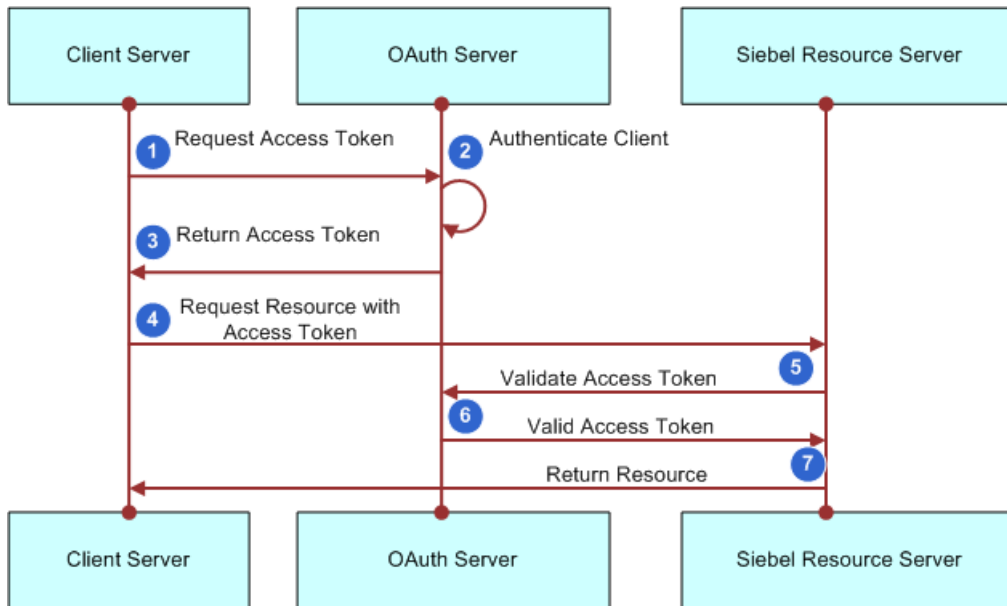 Client Server
OAuth Server
Siebel Resource Server
1
Request Access Token
2
Authenticate Client
3
Return Access Token
4
Request Resource with
Access Token
5
Validate Access Token
6
Valid Access Token
7
Return Resource
Client Server
OAuth Server
Siebel Resource Server